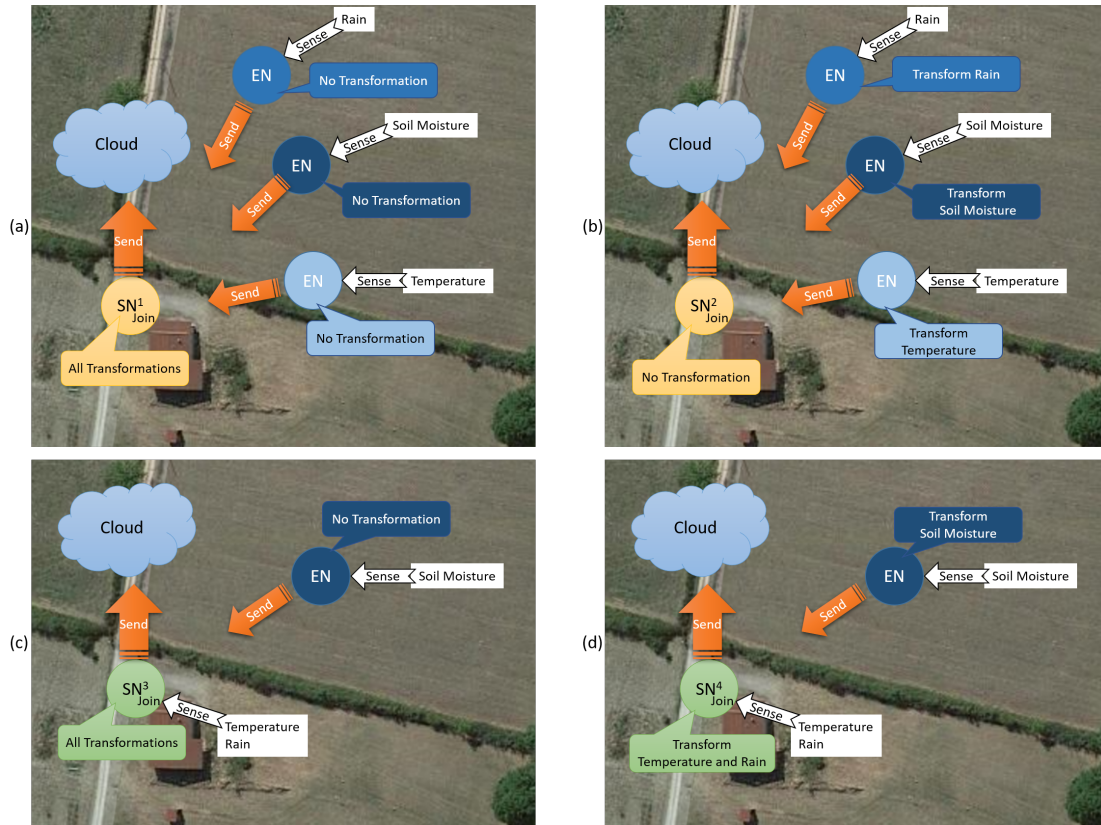 (a)
Rain
Sense
EN
No Transformation
Send
Cloud
Soil Moisture
Sense
EN
No Transformation
Send
Send
Temperature
Sense
EN
Send
No Transformation
SN1
Join
All Transformations
(b)
Rain
Sense
EN
Transform Rain
Send
Cloud
Soil Moisture
Sense
EN
Transform
Soil Moisture
Send
Send
Temperature
Sense
EN
Send
Transform
Temperature
SN2
Join
No Transformation
(c)
Cloud
No Transformation
EN
Sense
Soil Moisture
Send
Send
SN3
Join
Sense
Temperature
Rain
All Transformations
(d)
Cloud
Transform
Soil Moisture
EN
Sense
Soil Moisture
Send
Send
SN4
Join
Sense
Temperature
Rain
Transform
Temperature and Rain